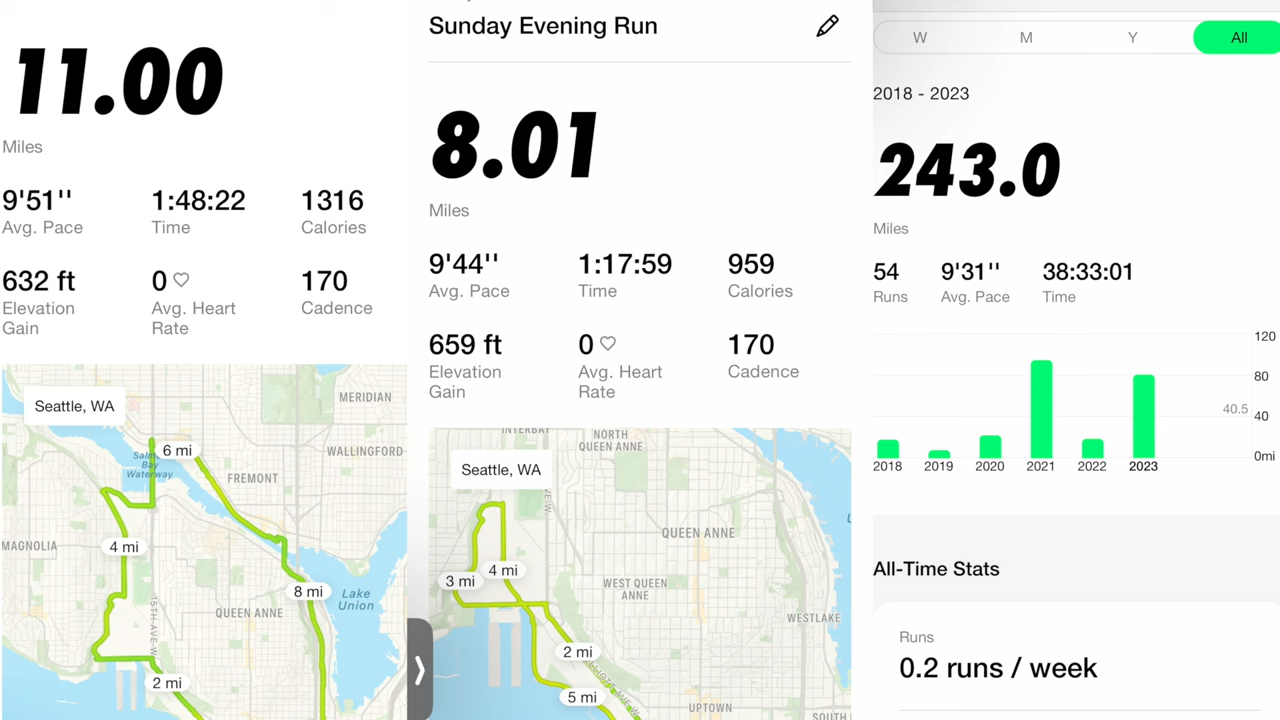 11.00
Miles
9'51''
1:48:22
1316
Avg. Pace
Time
Calories
632 ft
0
170
Elevation
Gain
Avg. Heart
Rate
Cadence
Seattle, WA
MERIDIAN
6 mi
Salmon
Bay
Waterway
WALLINGFORD
FREMONT
MAGNOLIA
4 mi
8 mi
Lake
Union
15TH AVE W
QUEEN ANNE
2 mi
Sunday Evening Run
8.01
Miles
9'44''
1:17:59
959
Avg. Pace
Time
Calories
659 ft
0
170
Elevation
Gain
Avg. Heart
Rate
Cadence
INTERBAY
NORTH
QUEEN ANNE
Seattle, WA
QUEEN ANNE
4 mi
3 mi
WEST QUEEN
ANNE
WESTLAKE
2 mi
5 mi
UPTOWN
W
M
Y
All
2018 - 2023
243.0
Miles
54
9'31''
38:33:01
Runs
Avg. Pace
Time
120
80
40.5
40
0mi
2018
2019
2020
2021
2022
2023
All-Time Stats
Runs
0.2 runs / week